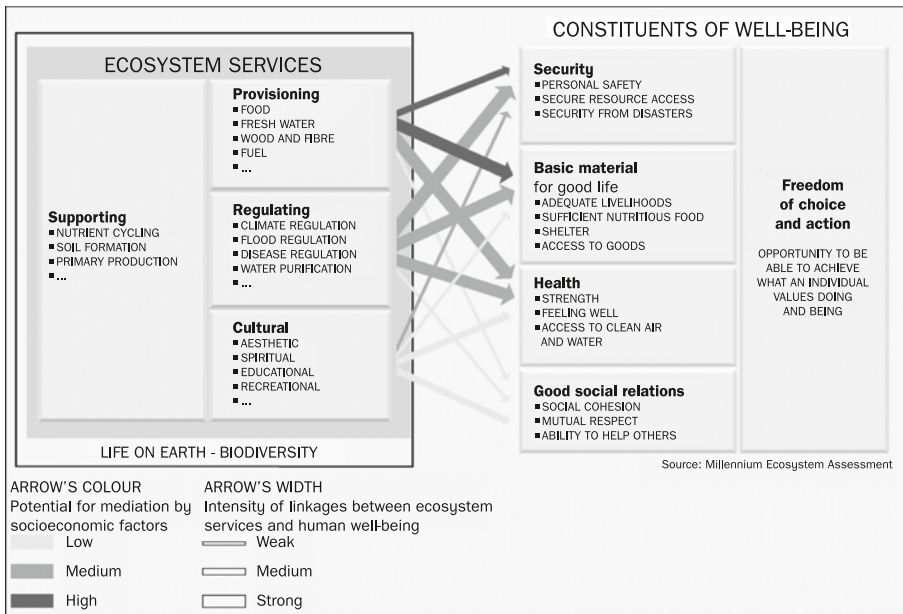 CONSTITUENTS OF WELL-BEING
ECOSYSTEM SERVICES
Supporting
■ NUTRIENT CYCLING
■ SOIL FORMATION
■ PRIMARY PRODUCTION
■ ...
Provisioning
■ FOOD
■ FRESH WATER
■ WOOD AND FIBRE
■ FUEL
■ ...
Regulating
■ CLIMATE REGULATION
■ FLOOD REGULATION
■ DISEASE REGULATION
■ WATER PURIFICATION
■ ...
Cultural
■ AESTHETIC
■ SPIRITUAL
■ EDUCATIONAL
■ RECREATIONAL
■ ...
LIFE ON EARTH - BIODIVERSITY
Security
■ PERSONAL SAFETY
■ SECURE RESOURCE ACCESS
■ SECURITY FROM DISASTERS
Basic material
for good life
■ ADEQUATE LIVELIHOODS
■ SUFFICIENT NUTRITIOUS FOOD
■ SHELTER
■ ACCESS TO GOODS
Health
■ STRENGTH
■ FEELING WELL
■ ACCESS TO CLEAN AIR
AND WATER
Good social relations
■ SOCIAL COHESION
■ MUTUAL RESPECT
■ ABILITY TO HELP OTHERS
Freedom
of choice
and action
OPPORTUNITY TO BE
ABLE TO ACHIEVE
WHAT AN INDIVIDUAL
VALUES DOING
AND BEING
Source: Millennium Ecosystem Assessment
ARROW'S COLOUR
Potential for mediation by
socioeconomic factors
Low
Medium
High
ARROW'S WIDTH
Intensity of linkages between ecosystem
services and human well-being
Weak
Medium
Strong